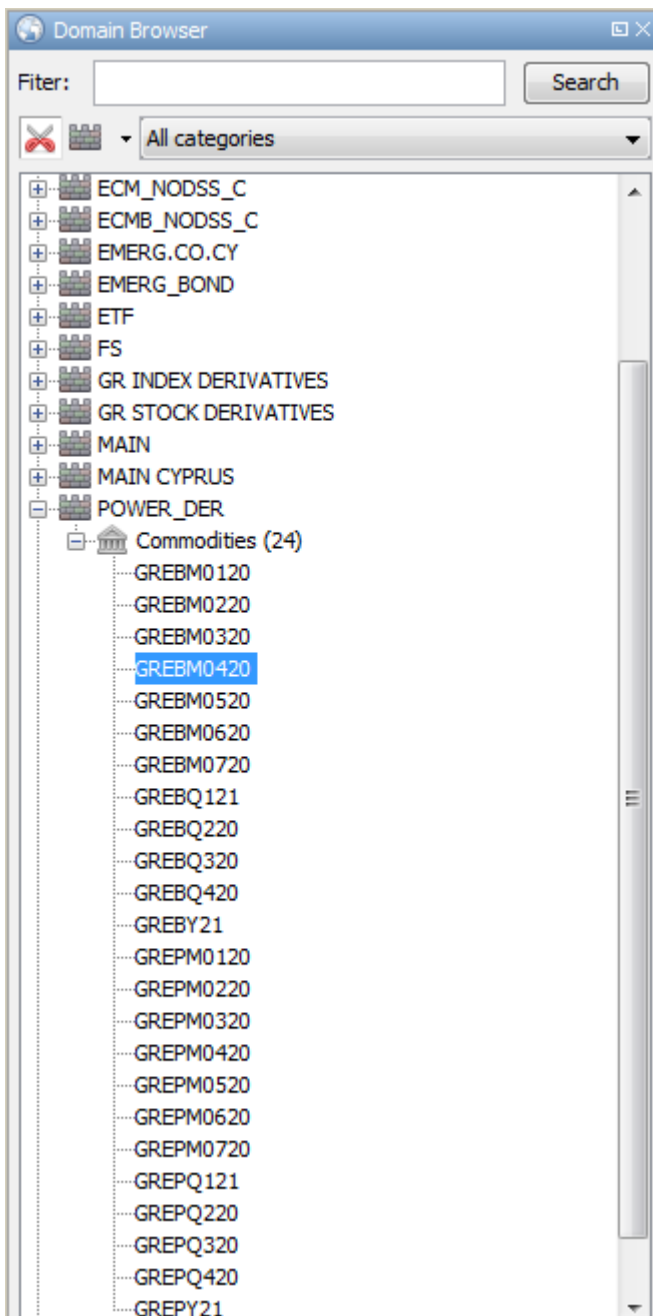 Domain Browser
Fiter:
Search
All categories
ECM_NODSS_C
ECMB_NODSS_C
EMERG.CO.CY
EMERG_BOND
ETF
FS
GR INDEX DERIVATIVES
GR STOCK DERIVATIVES
MAIN
MAIN CYPRUS
POWER_DER
Commodities (24)
GREBM0120
GREBM0220
GREBM0320
GREBM0420
GREBM0520
GREBM0620
GREBM0720
GREBQ121
GREBQ220
GREBQ320
GREBQ420
GREBY21
GREPM0120
GREPM0220
GREPM0320
GREPM0420
GREPM0520
GREPM0620
GREPM0720
GREPQ121
GREPQ220
GREPQ320
GREPQ420
GREPY21